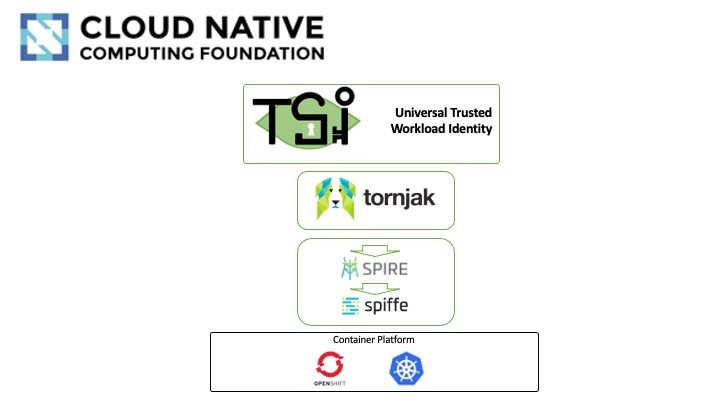 CLOUD NATIVE
COMPUTING FOUNDATION
TSi
Universal Trusted
Workload Identity
tornjak
SPIRE
spiffe
Container Platform
OPENSHIFT